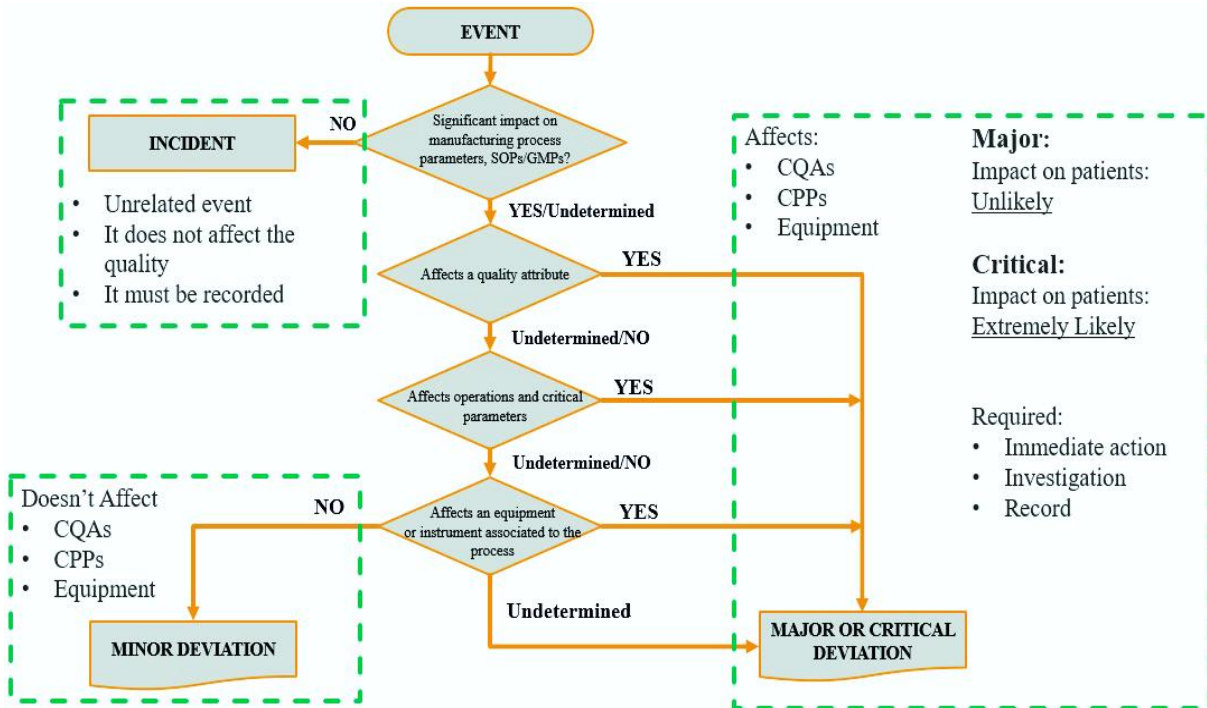 EVENT
Significant impact on
manufacturing process
parameters, SOPs/GMPs?
NO
INCIDENT
• Unrelated event
• It does not affect the
quality
• It must be recorded
YES/Undetermined
Affects a quality attribute
YES
Undetermined/NO
Affects operations and critical
parameters
YES
Undetermined/NO
Affects an equipment
or instrument associated to the
process
NO
YES
Undetermined
Doesn’t Affect
• CQAs
• CPPs
• Equipment
MINOR DEVIATION
Affects:
• CQAs
• CPPs
• Equipment
Major:
Impact on patients:
Unlikely
Critical:
Impact on patients:
Extremely Likely
Required:
• Immediate action
• Investigation
• Record
MAJOR OR CRITICAL
DEVIATION